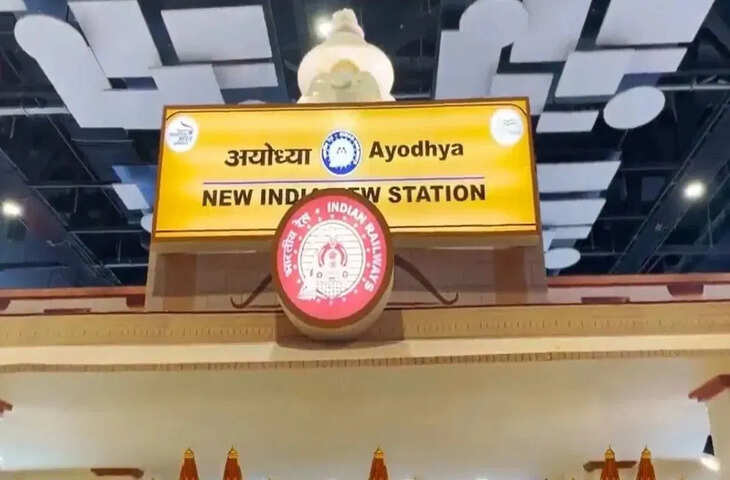 अयोध्या Ayodhya
NEW INDIA NEW STATION
भारतीय रेल INDIAN RAILWAYS